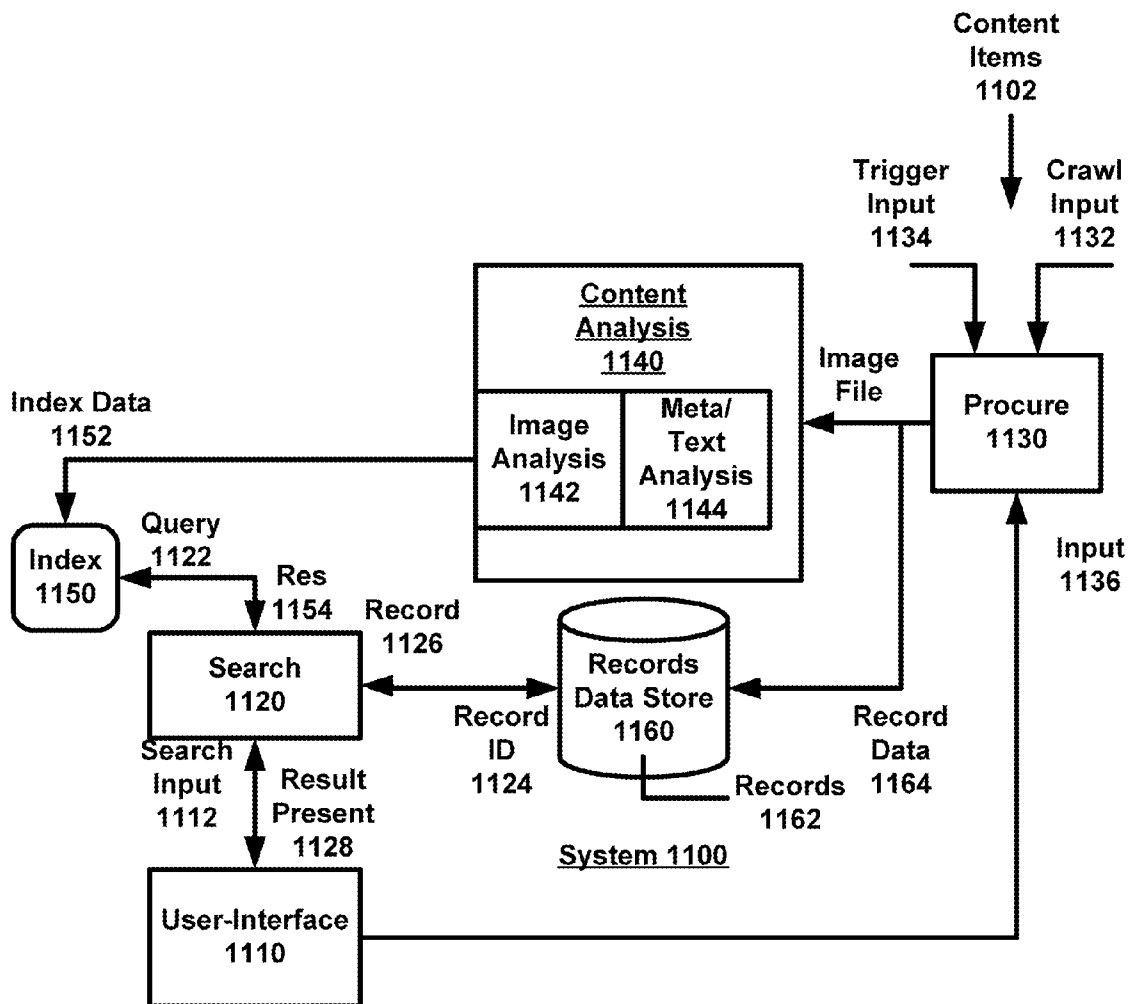 Content
Items
1102
Trigger
Input
1134
Crawl
Input
1132
Content
Analysis
1140
Image
File
Procure
1130
Image
Analysis
1142
Meta/
Text
Analysis
1144
Index Data
1152
Index
1150
Query
1122
Res
1154
Input
1136
Record
1126
Search
1120
Records
Data Store
1160
Record
ID
1124
Record
Data
1164
Search
Input
1112
Result
Present
1128
Records
1162
System 1100
User-Interface
1110